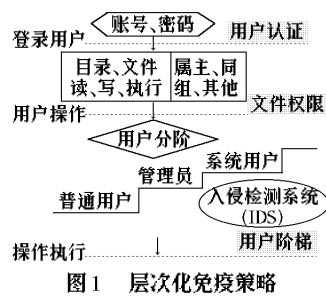 账号、密码
登录用户
用户认证
目录、文件
读、写、执行
属主、同
组、其他
用户操作
文件权限
用户分阶
系统用户
管理员
普通用户
入侵检测系统
(IDS)
用户阶梯
操作执行
图1 层次化免疫策略